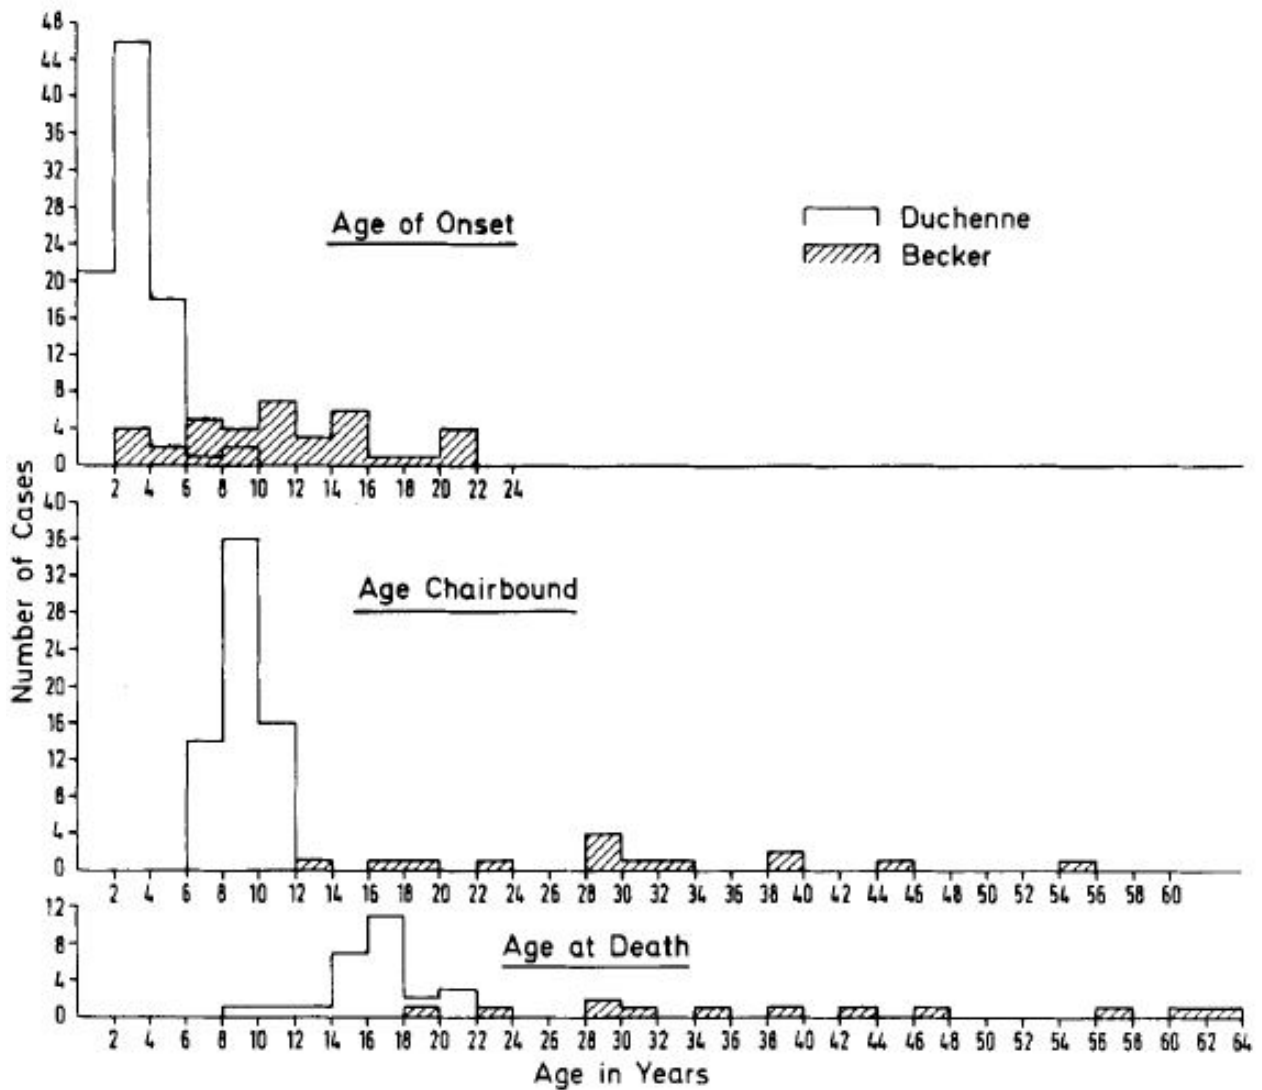 48
44
40
36
32
28
24
20
16
12
8
4
0
Age of Onset
Duchenne
Becker
2 4 6 8 10 12 14 16 18 20 22 24
Number of Cases
40
36
32
28
24
20
16
12
8
4
0
Age Chairbound
2 4 6 8 10 12 14 16 18 20 22 24 26 28 30 32 34 36 38 40 42 44 46 48 50 52 54 56 58 60
12
8
4
0
Age at Death
2 4 6 8 10 12 14 16 18 20 22 24 26 28 30 32 34 36 38 40 42 44 46 48 50 52 54 56 58 60 62 64
Age in Years